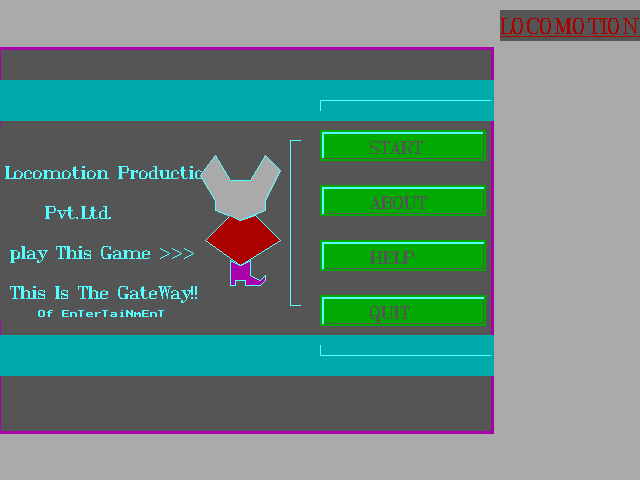 LOCOMOTION
Locomotion Productio
Pvt.Ltd.
play This Game >>>
This Is The GateWay!!
Of EnTerTaiNmEnT
START
ABOUT
HELP
QUIT